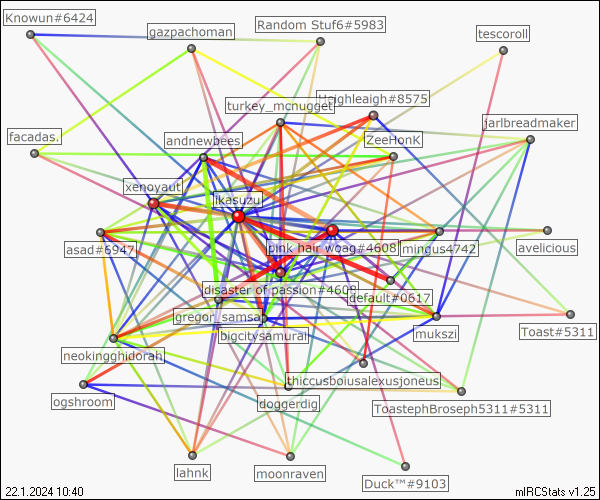 Knowun#6424
gazpachoman
Random Stuf6#5983
tescoroll
turkey_mcnugget
Haighleaigh#8575
jarlbreadmaker
facadas.
andnewbees
ZeeHonK
xenoyaut
ikasuzu
asad#6947
pink hair woag#4608
mingus4742
avelicious
disaster of passion#4608
default#0617
gregor_samsa
bigcitysamurai
mukszi
Toast#5311
neokingghidorah
thiccusboiusalexusjoneus
ogshroom
doggerdig
ToastephBroseph5311#5311
lahnk
moonraven
Duck™#9103
22.1.2024 10:40
mIRCStats v1.25